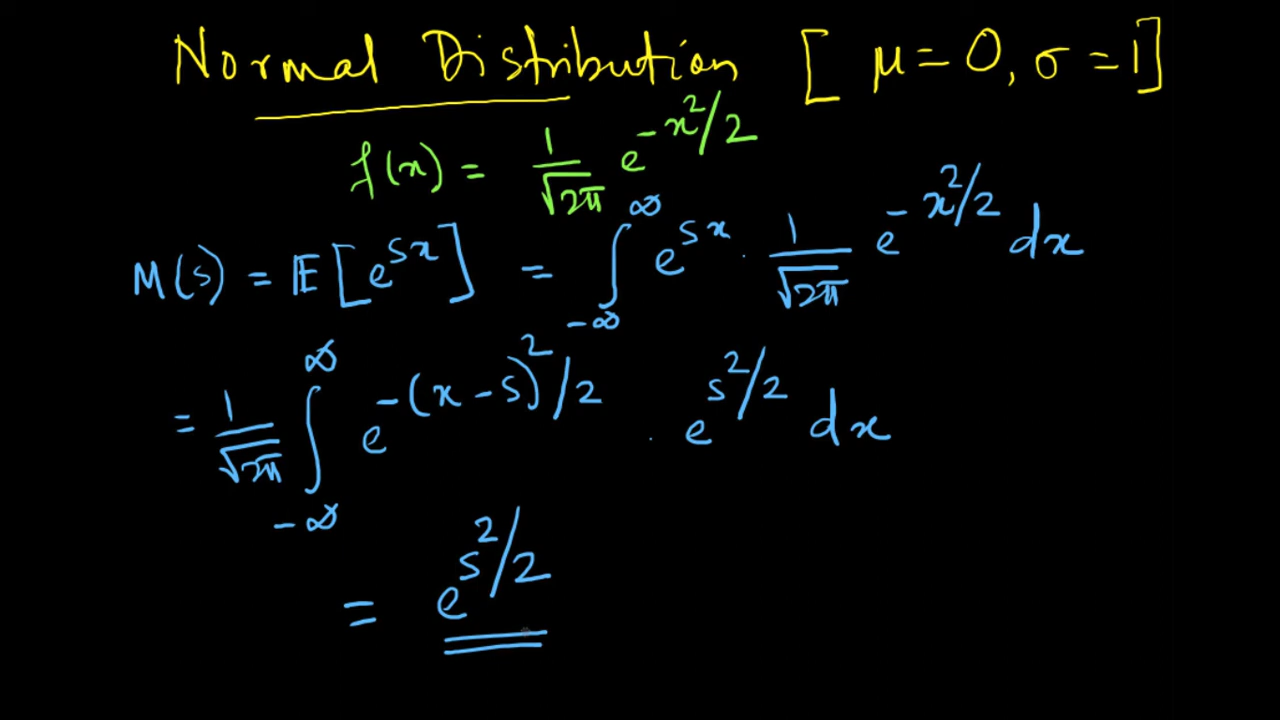 Normal Distribution [ μ = 0, σ = 1 ]
f(x) = 1/√2π e^{-x²/2}
M(s) = 𝔼[e^{sx}] = ∫_{-∞}^{∞} e^{sx} · 1/√2π e^{-x²/2} dx
= 1/√2π ∫_{-∞}^{∞} e^{-(x-s)²/2} · e^{s²/2} dx
= e^{s²/2}